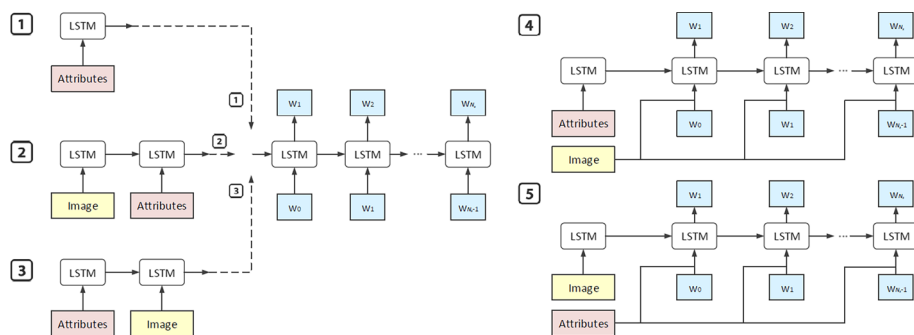 1
LSTM
Attributes
2
LSTM LSTM
Image Attributes
3
LSTM LSTM
Attributes Image
1
2
3
W1 W2 WNs
LSTM LSTM ... LSTM
W0 W1 WNs-1
4
W1 W2 WNs
LSTM LSTM LSTM ... LSTM
Attributes W0 W1 WNs-1
Image
5
W1 W2 WNs
LSTM LSTM LSTM ... LSTM
Image W0 W1 WNs-1
Attributes